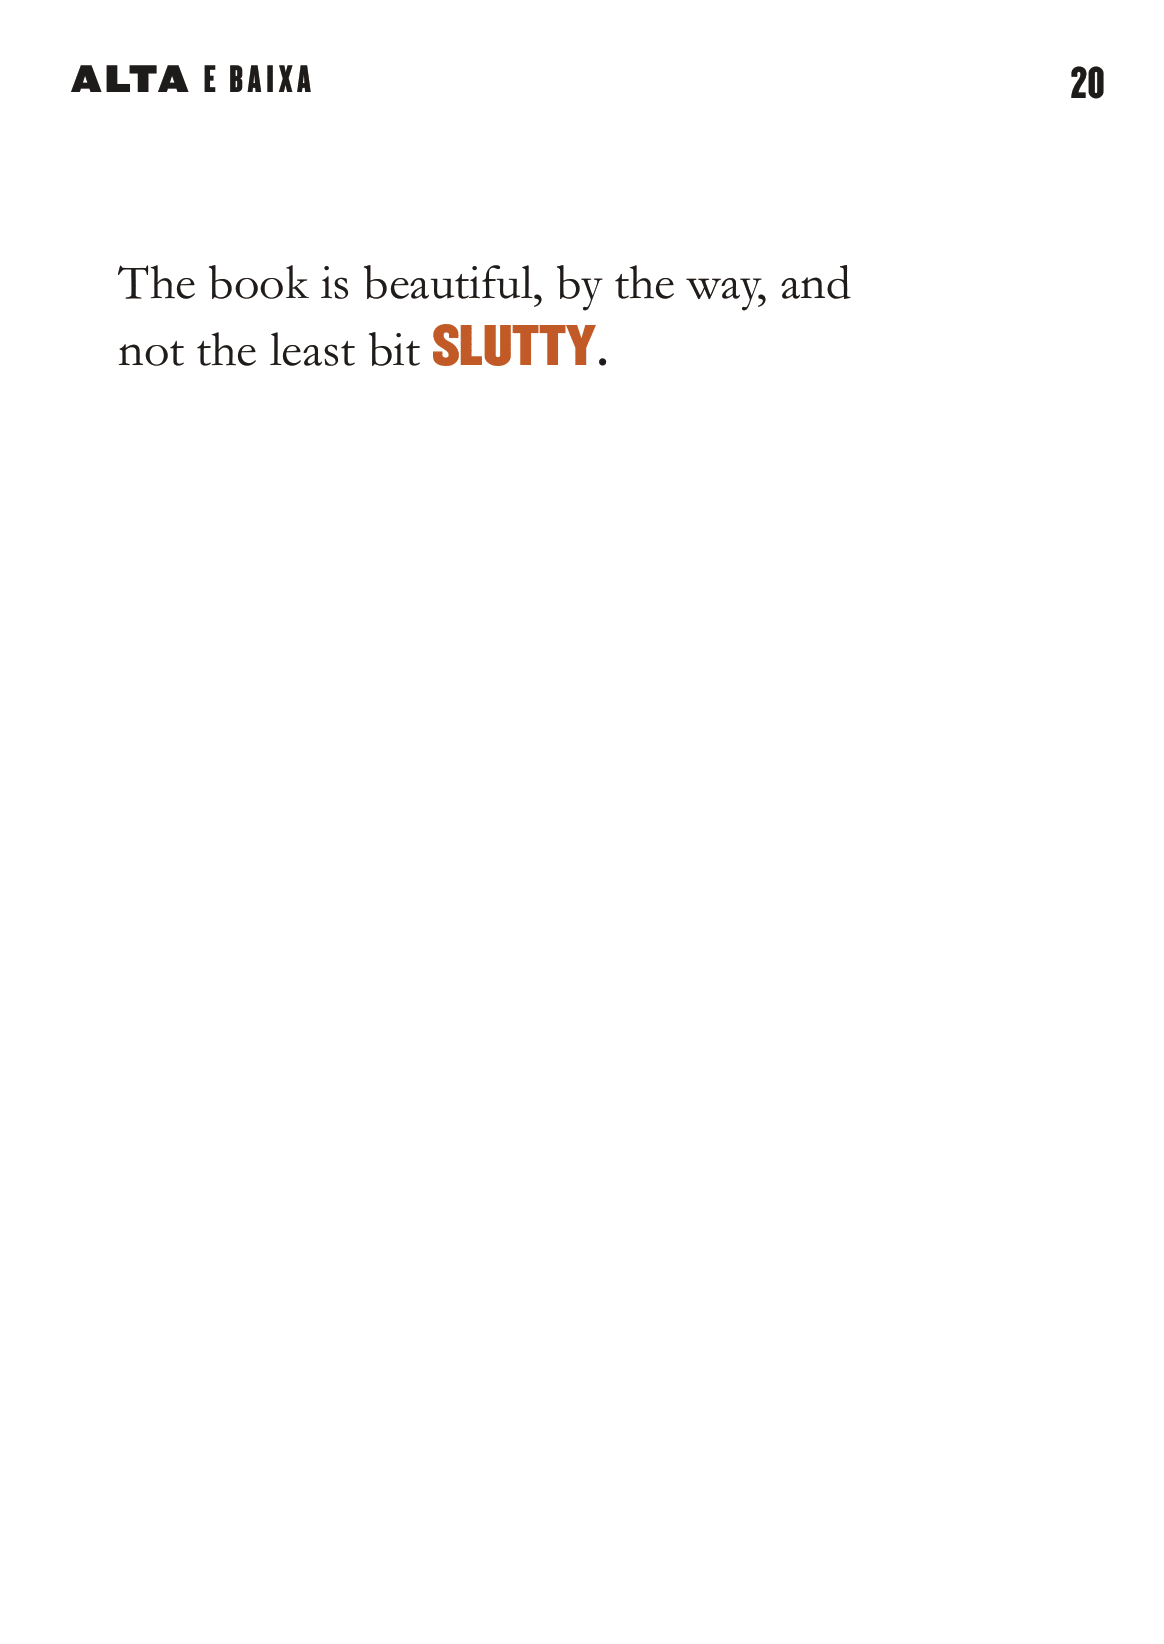 ALTA E BAIXA
20
The book is beautiful, by the way, and
not the least bit SLUTTY.